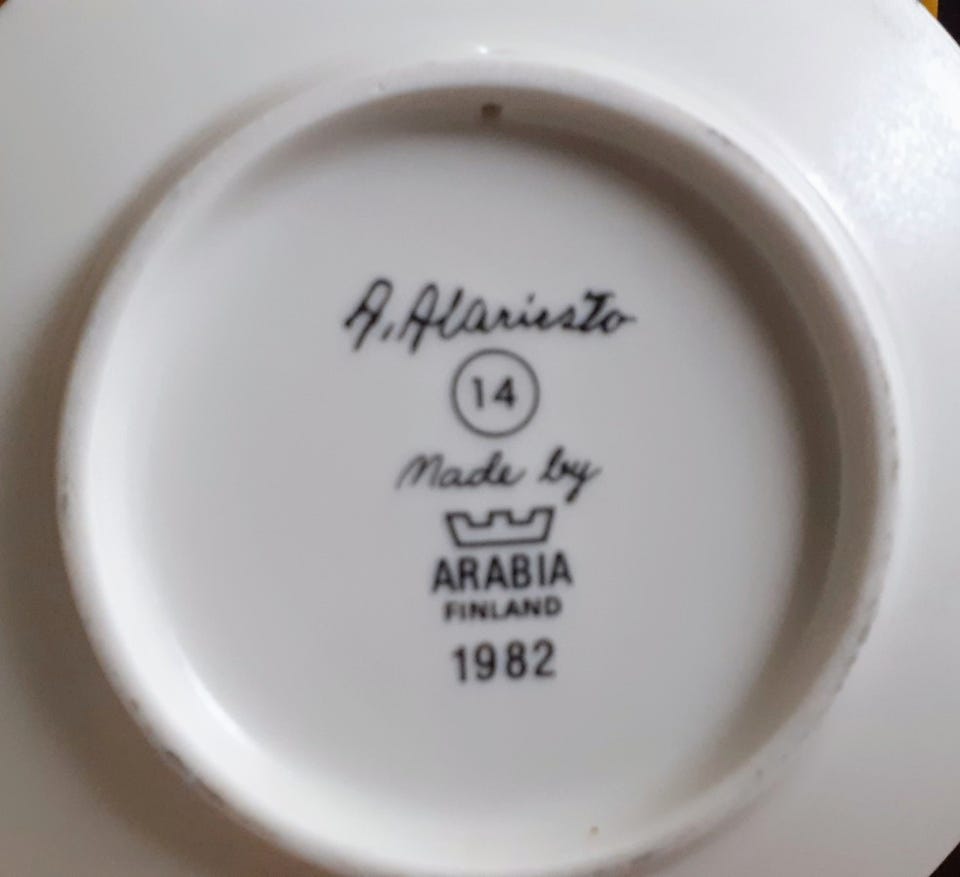 A. Alariesto
14
Made by
ARABIA
FINLAND
1982